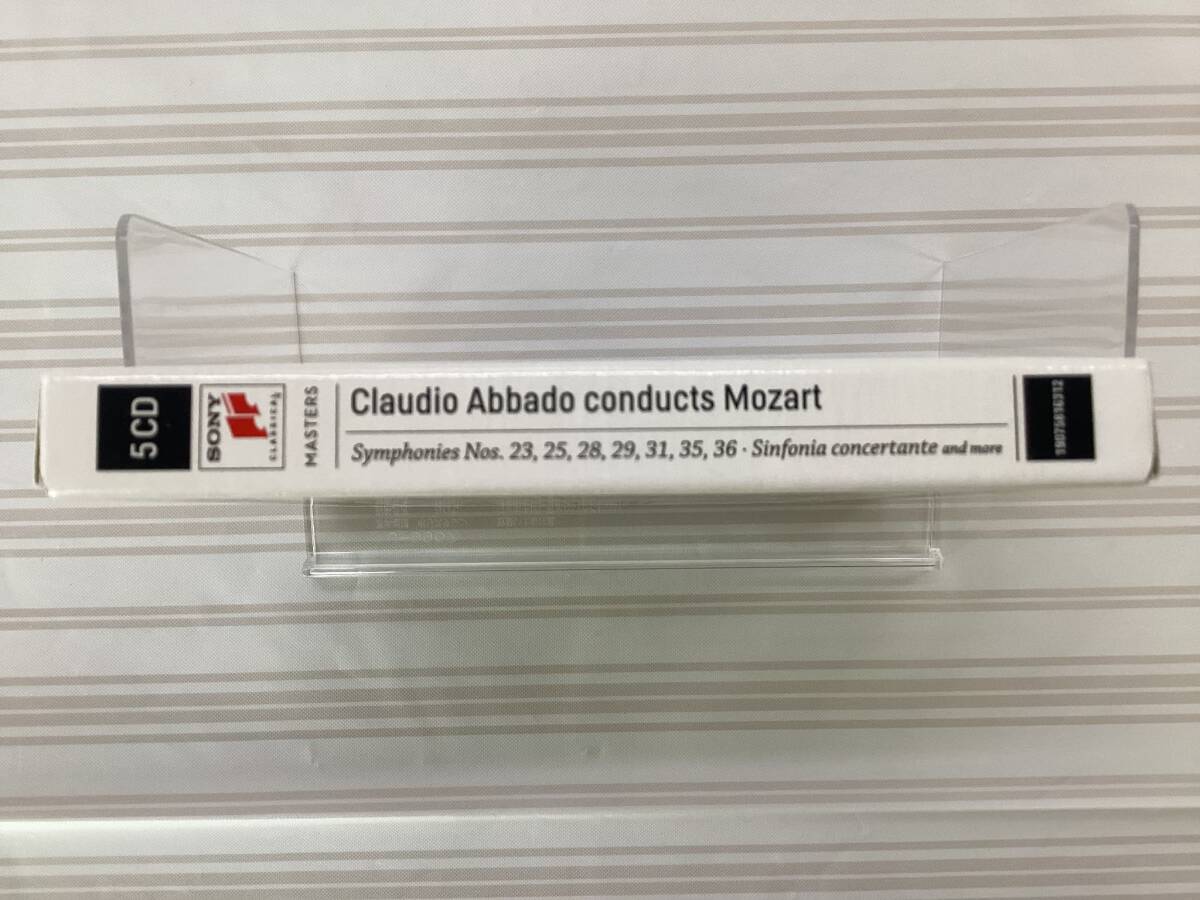 5CD
SONY
CLASSICAL
MASTERS
Claudio Abbado conducts Mozart
Symphonies Nos. 23, 25, 28, 29, 31, 35, 36 · Sinfonia concertante and more